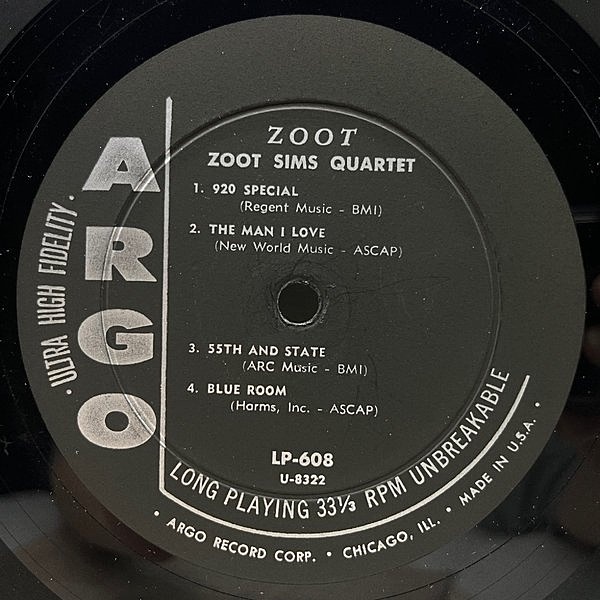 ZOOT
ZOOT SIMS QUARTET
1. 920 SPECIAL
(Regent Music - BMI)
2. THE MAN I LOVE
(New World Music - ASCAP)
3. 55TH AND STATE
(ARC Music - BMI)
4. BLUE ROOM
(Harms, Inc. - ASCAP)
LP-608
U-8322
ARGO
• ULTRA HIGH FIDELITY •
LONG PLAYING 33⅓ RPM UNBREAKABLE
• ARGO RECORD CORP. • CHICAGO, ILL. • MADE IN U.S.A. •